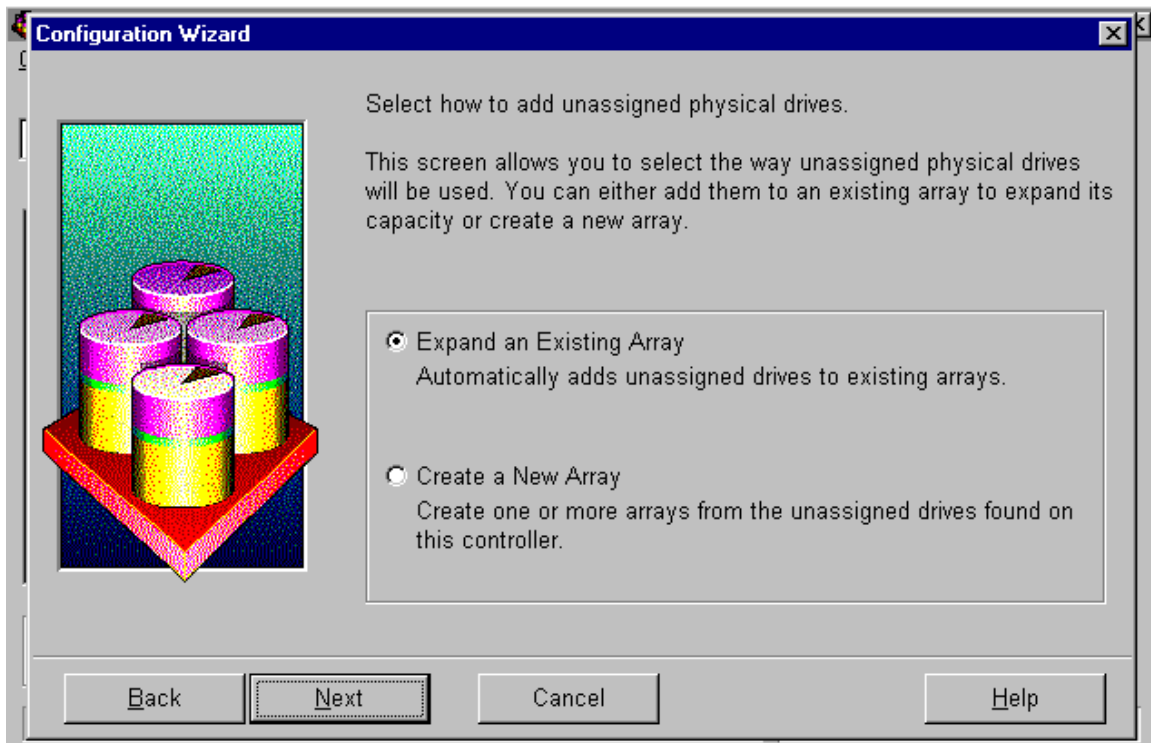 Configuration Wizard
Select how to add unassigned physical drives.
This screen allows you to select the way unassigned physical drives
will be used. You can either add them to an existing array to expand its
capacity or create a new array.
Expand an Existing Array
Automatically adds unassigned drives to existing arrays.
Create a New Array
Create one or more arrays from the unassigned drives found on
this controller.
Back
Next
Cancel
Help